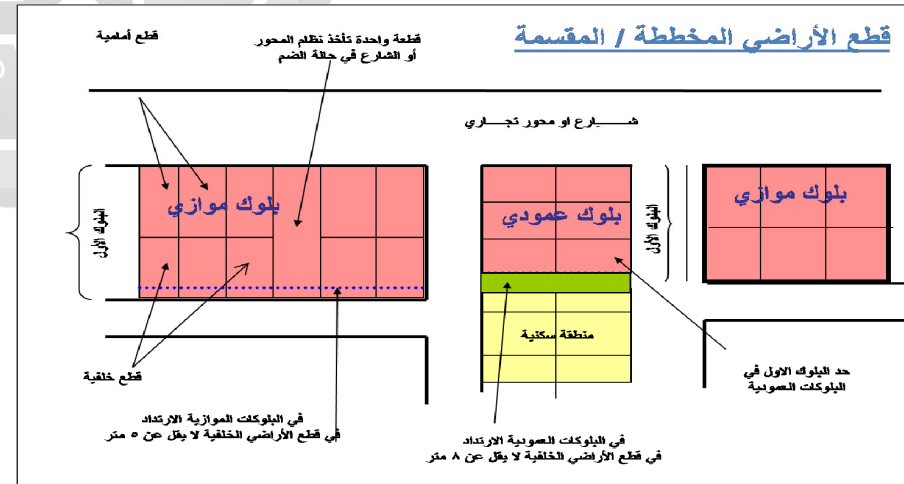 قطع الأراضي المخططة / المقسمة
قطع أمامية
قطعة واحدة تأخذ نظام المحور
أو الشارع في حالة الضم
شـــــارع او محور تجـــاري
بلوك موازي
بلوك عمودي
بلوك موازي
البلوك الأول
البلوك الأول
منطقة سكنية
حد البلوك الاول في
البلوكات العمودية
قطع خلفية
في البلوكات الموازية الارتداد
في قطع الأراضي الخلفية لا يقل عن ٥ متر
في البلوكات العمودية الارتداد
في قطع الأراضي الخلفية لا يقل عن ٨ متر